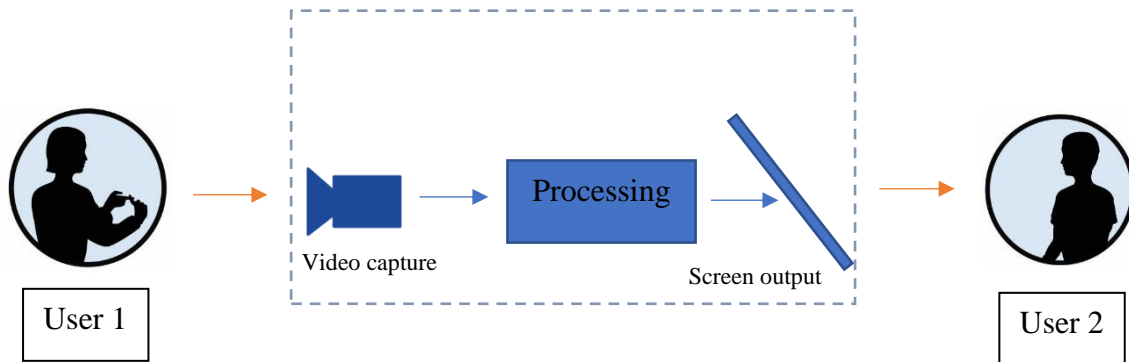 Processing
Video capture
Screen output
User 1
User 2